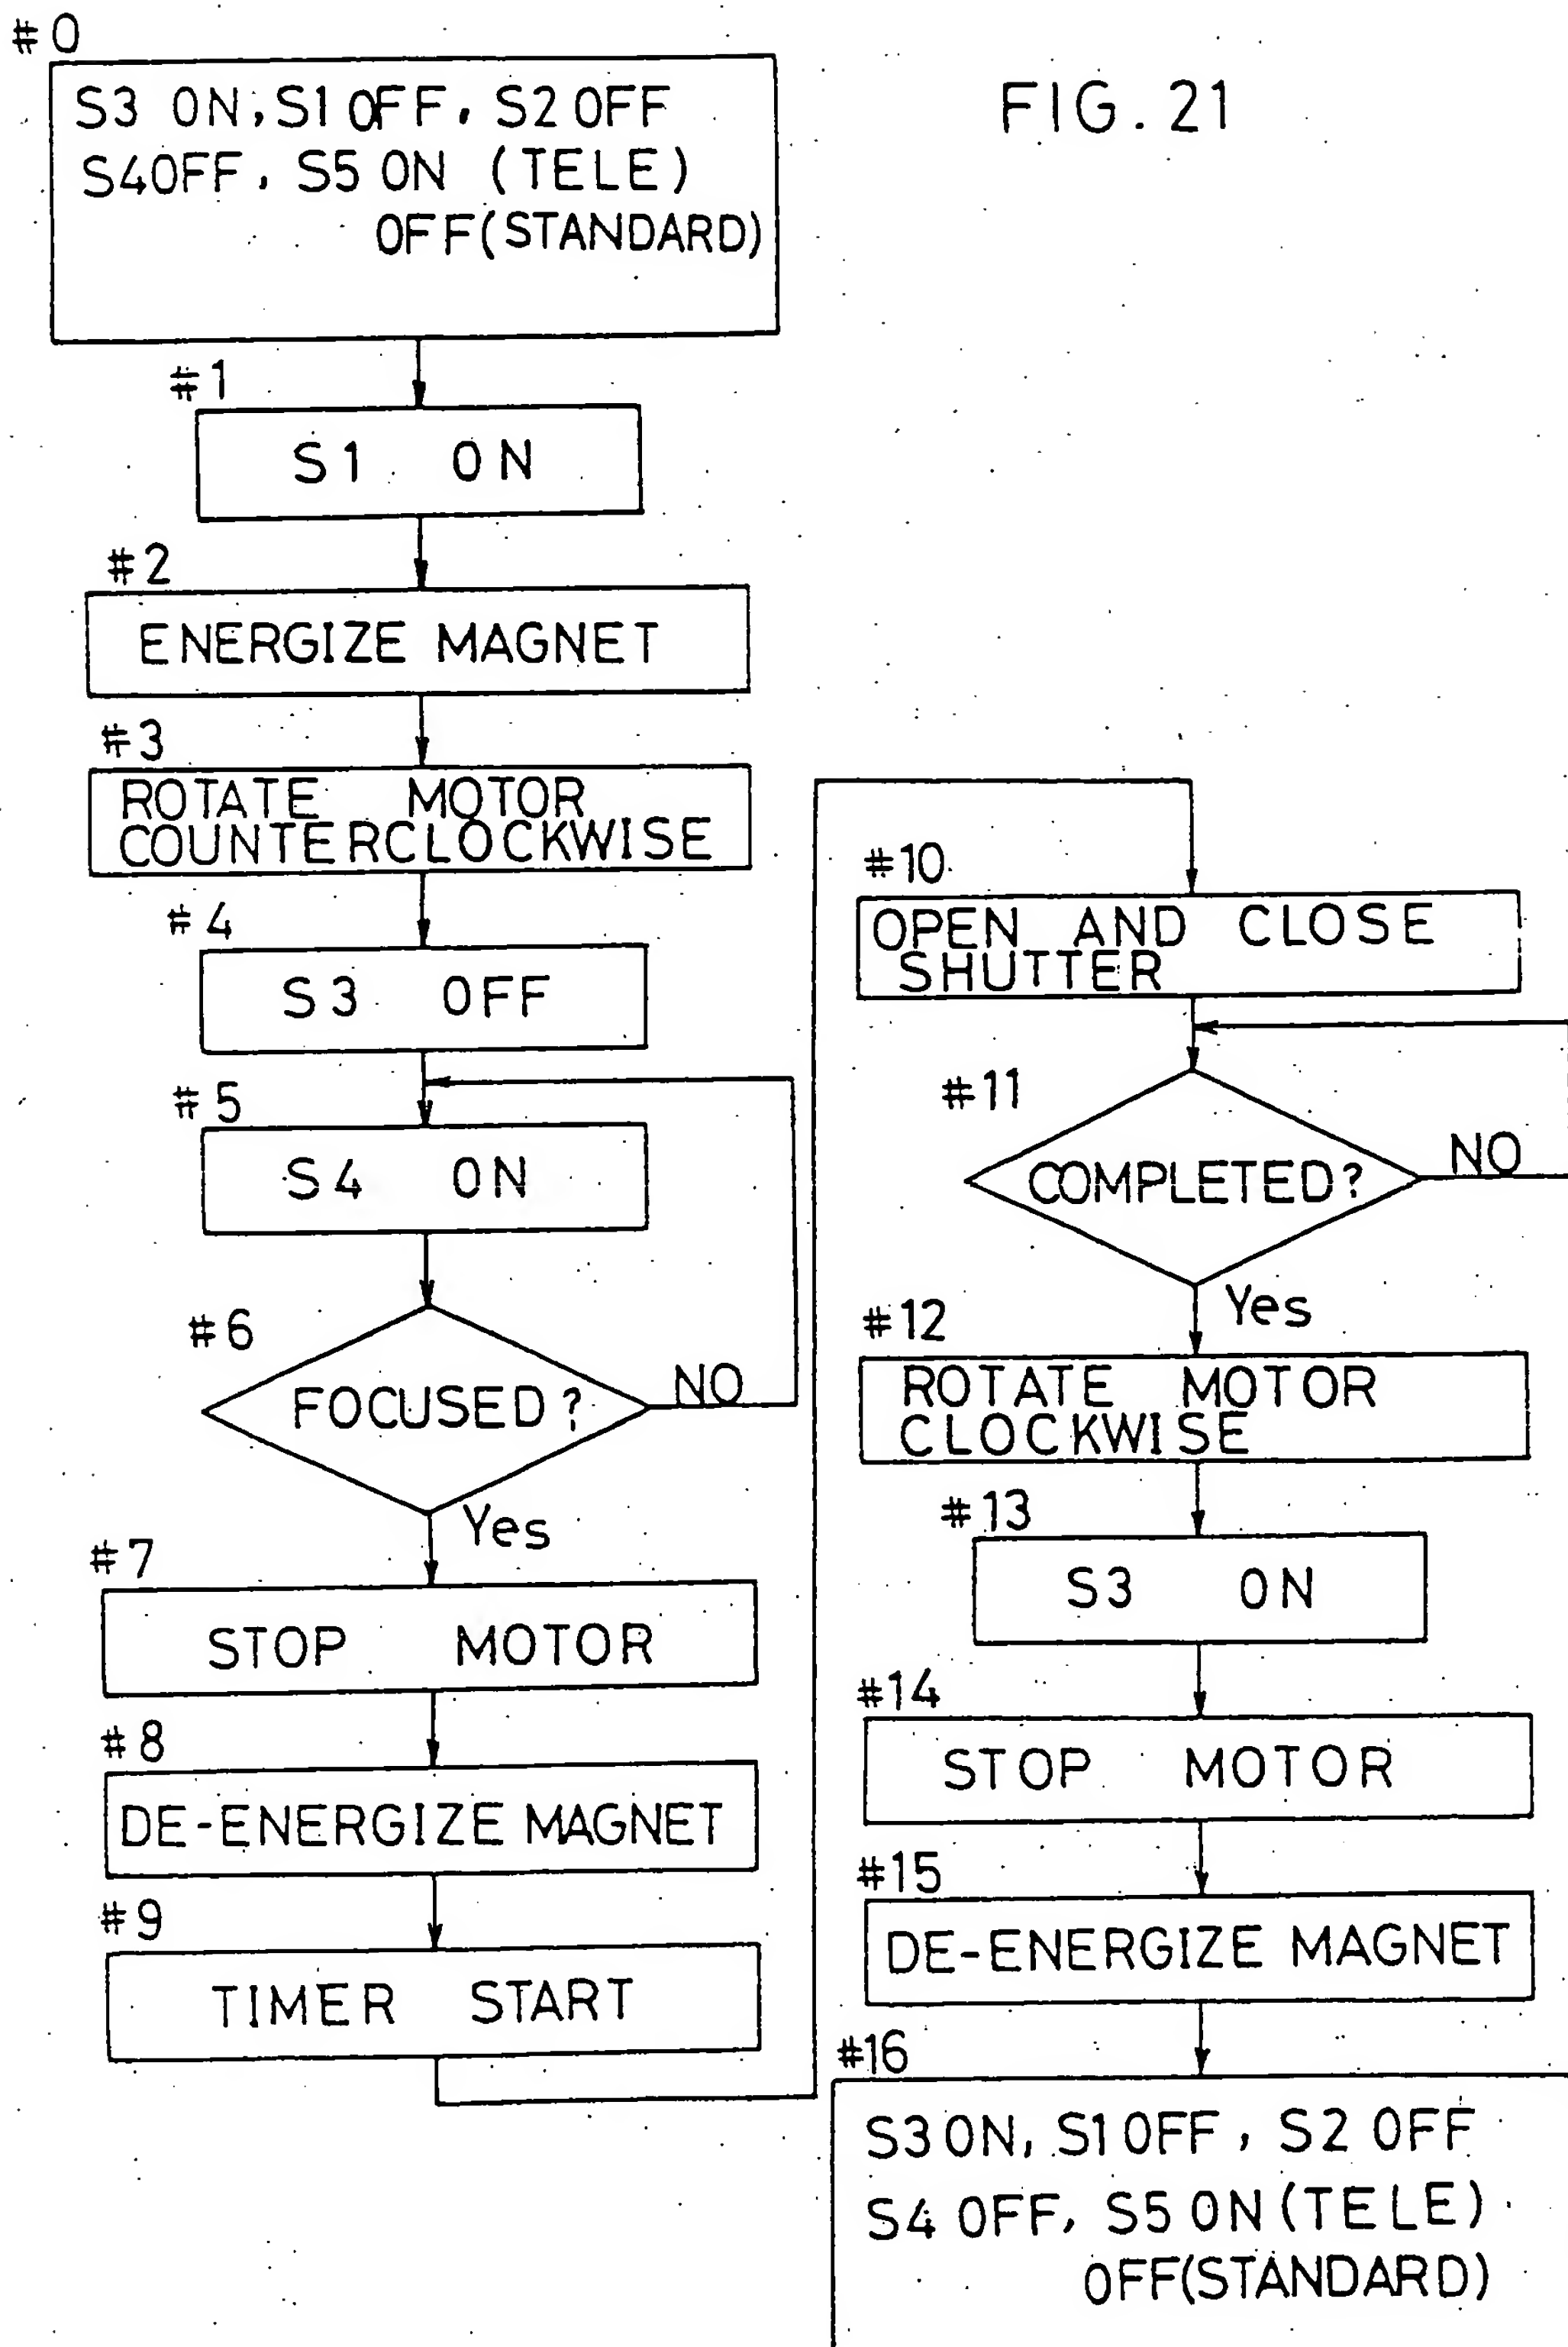 FIG. 21
#0
S3 ON, S1 OFF, S2 OFF
S4 OFF, S5 ON (TELE)
OFF(STANDARD)
#1
S1 ON
#2
ENERGIZE MAGNET
#3
ROTATE MOTOR
COUNTERCLOCKWISE
#4
S3 OFF
#5
S4 ON
#6
FOCUSED?
NO
Yes
#7
STOP MOTOR
#8
DE-ENERGIZE MAGNET
#9
TIMER START
#10
OPEN AND CLOSE
SHUTTER
#11
COMPLETED?
NO
Yes
#12
ROTATE MOTOR
CLOCKWISE
#13
S3 ON
#14
STOP MOTOR
#15
DE-ENERGIZE MAGNET
#16
S3 ON, S1 OFF, S2 OFF
S4 OFF, S5 ON (TELE)
OFF(STANDARD)